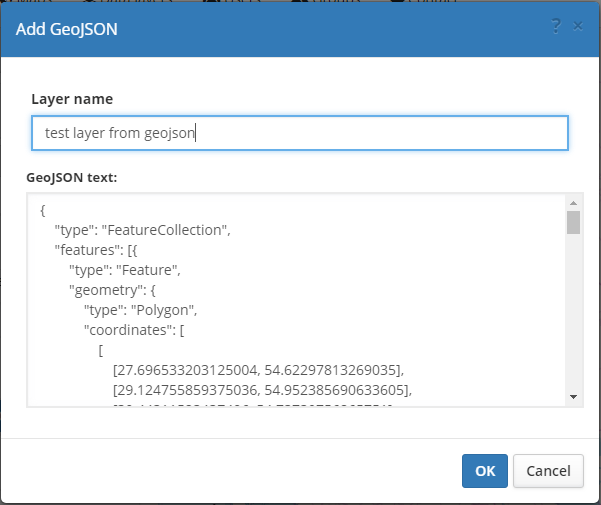 Add GeoJSON
? ×
Layer name
test layer from geojson
GeoJSON text:
{
"type": "FeatureCollection",
"features": [{
"type": "Feature",
"geometry": {
"type": "Polygon",
"coordinates": [
[
[27.696533203125004, 54.62297813269035],
[29.124755859375036, 54.952385690633605],
OK
Cancel